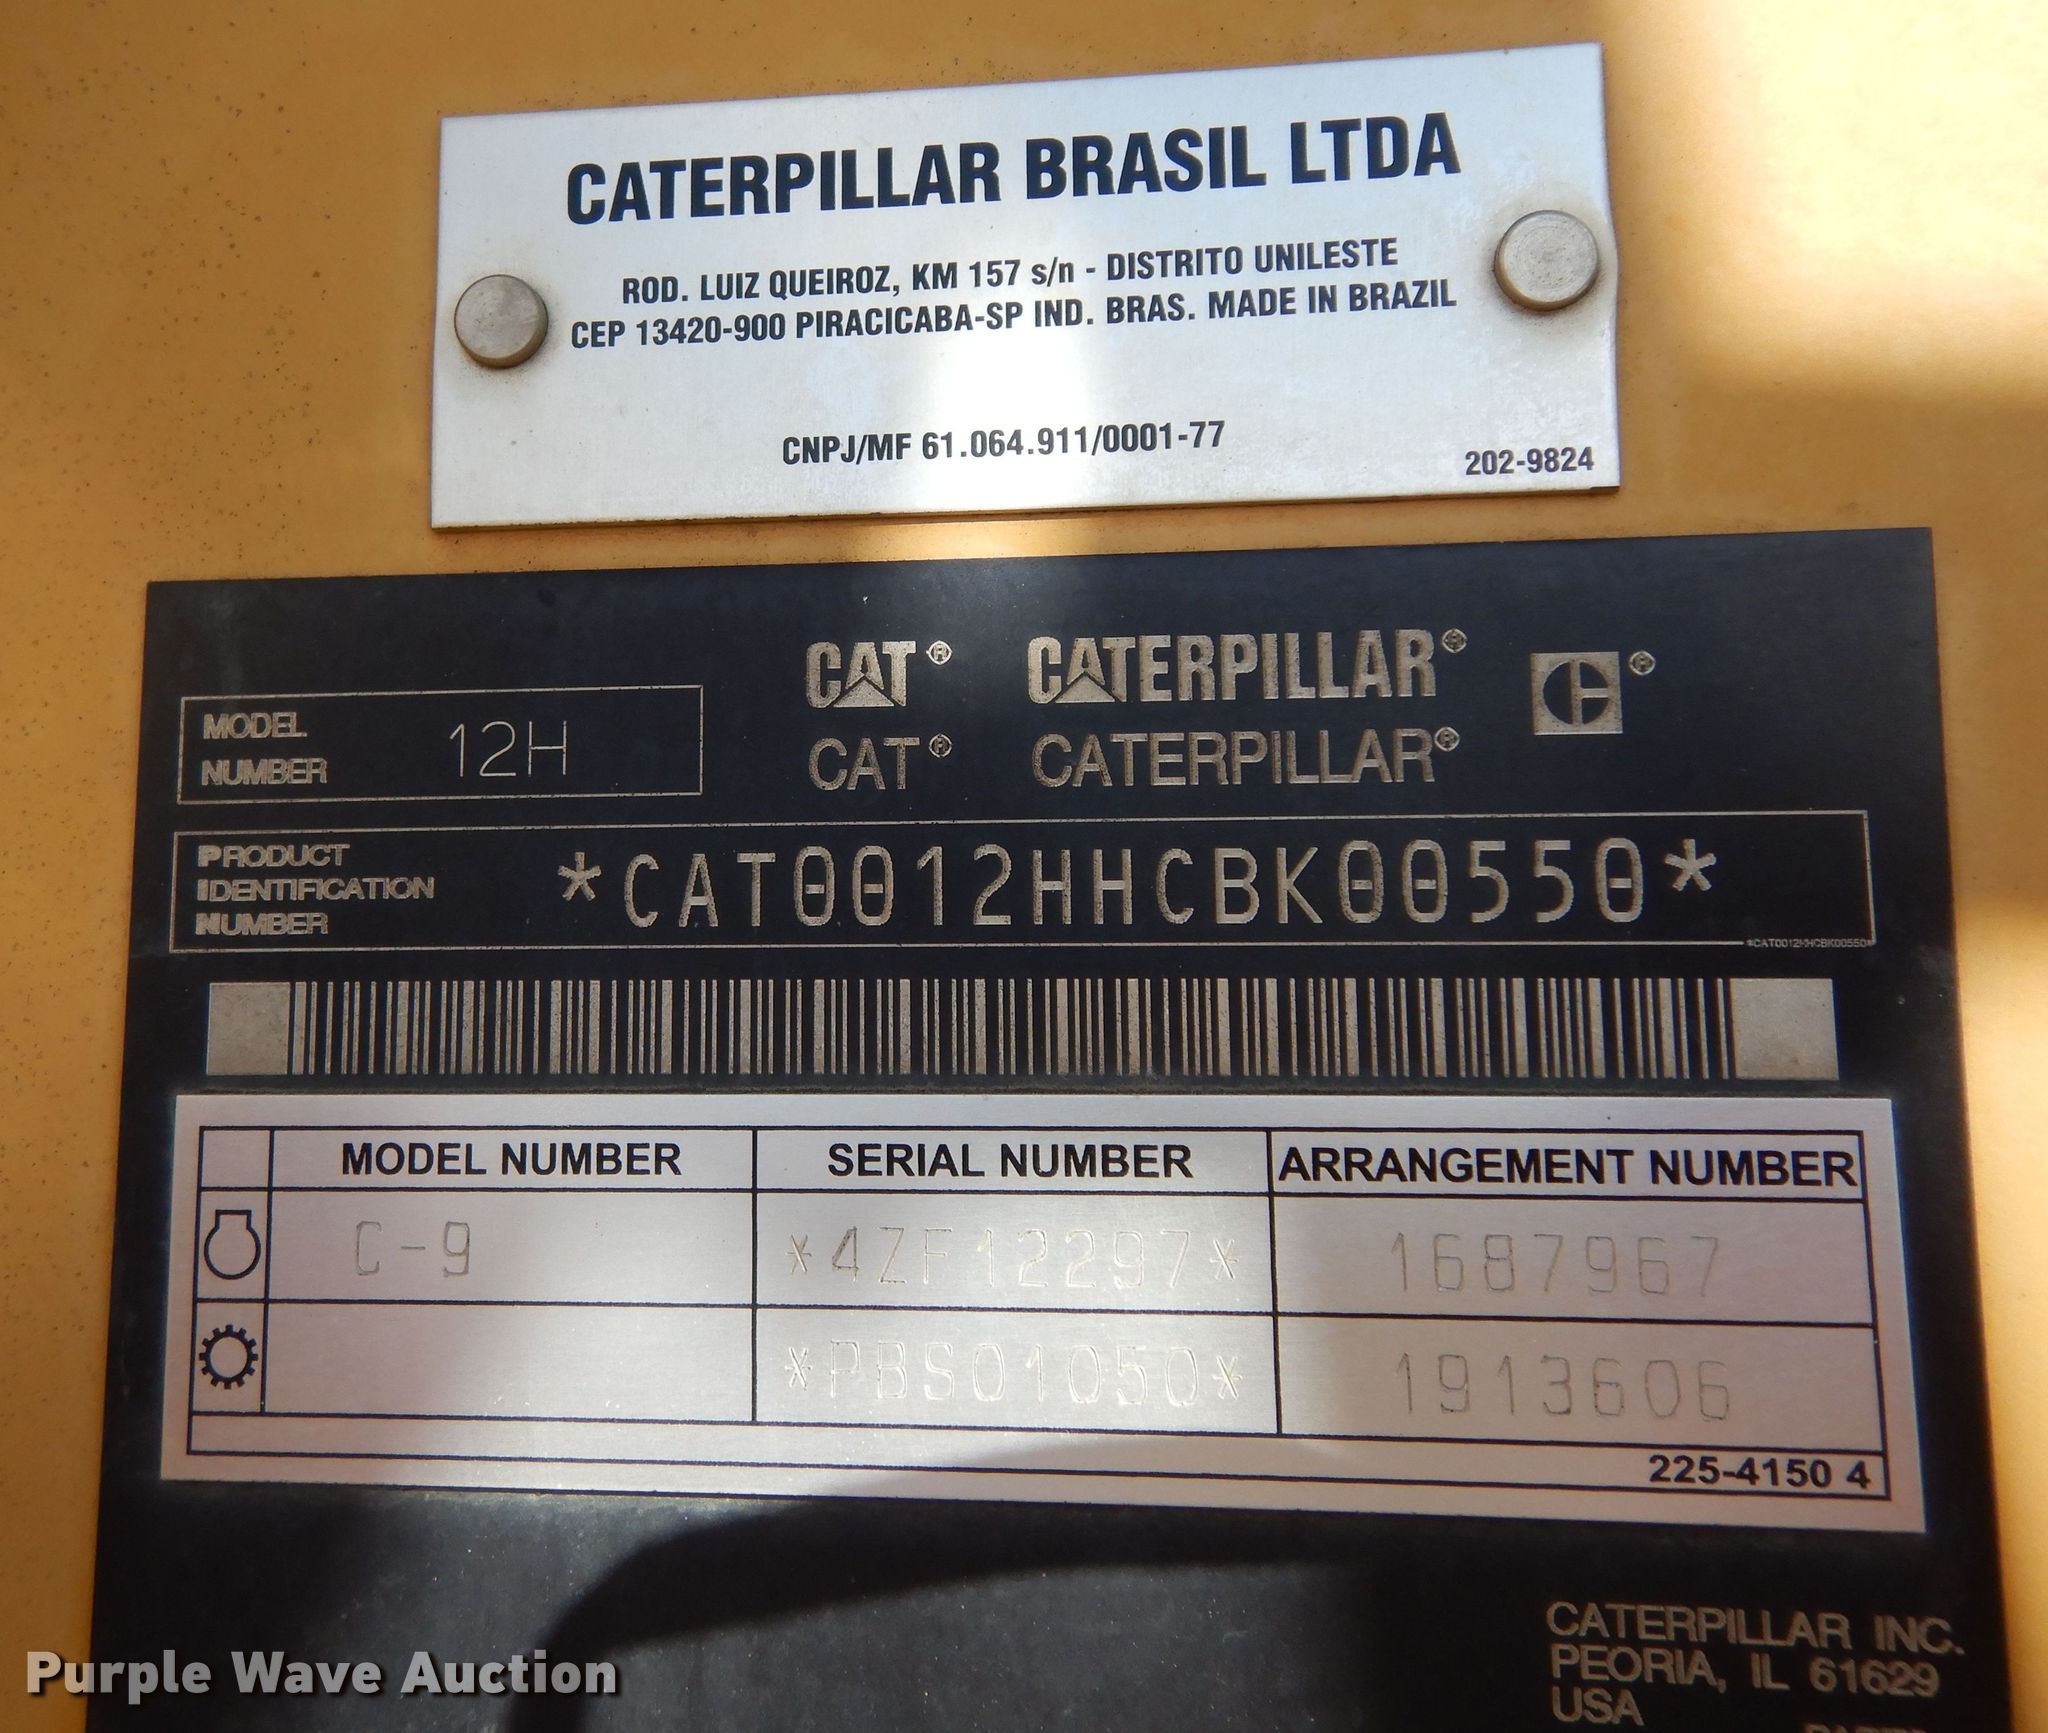 CATERPILLAR BRASIL LTDA
ROD. LUIZ QUEIROZ, KM 157 s/n - DISTRITO UNILESTE
CEP 13420-900 PIRACICABA-SP IND. BRAS. MADE IN BRAZIL
CNPJ/MF 61.064.911/0001-77
202-9824
MODEL NUMBER 12H
CAT® CATERPILLAR® C®
CAT® CATERPILLAR®
PRODUCT IDENTIFICATION NUMBER *CAT0012HHCBK00550*
*CAT0012HHCBK00550*
MODEL NUMBER SERIAL NUMBER ARRANGEMENT NUMBER
C-9 *4ZF12297* 1687967
*PBS01050* 1913606
225-4150 4
CATERPILLAR INC.
PEORIA, IL 61629
USA
Purple Wave Auction